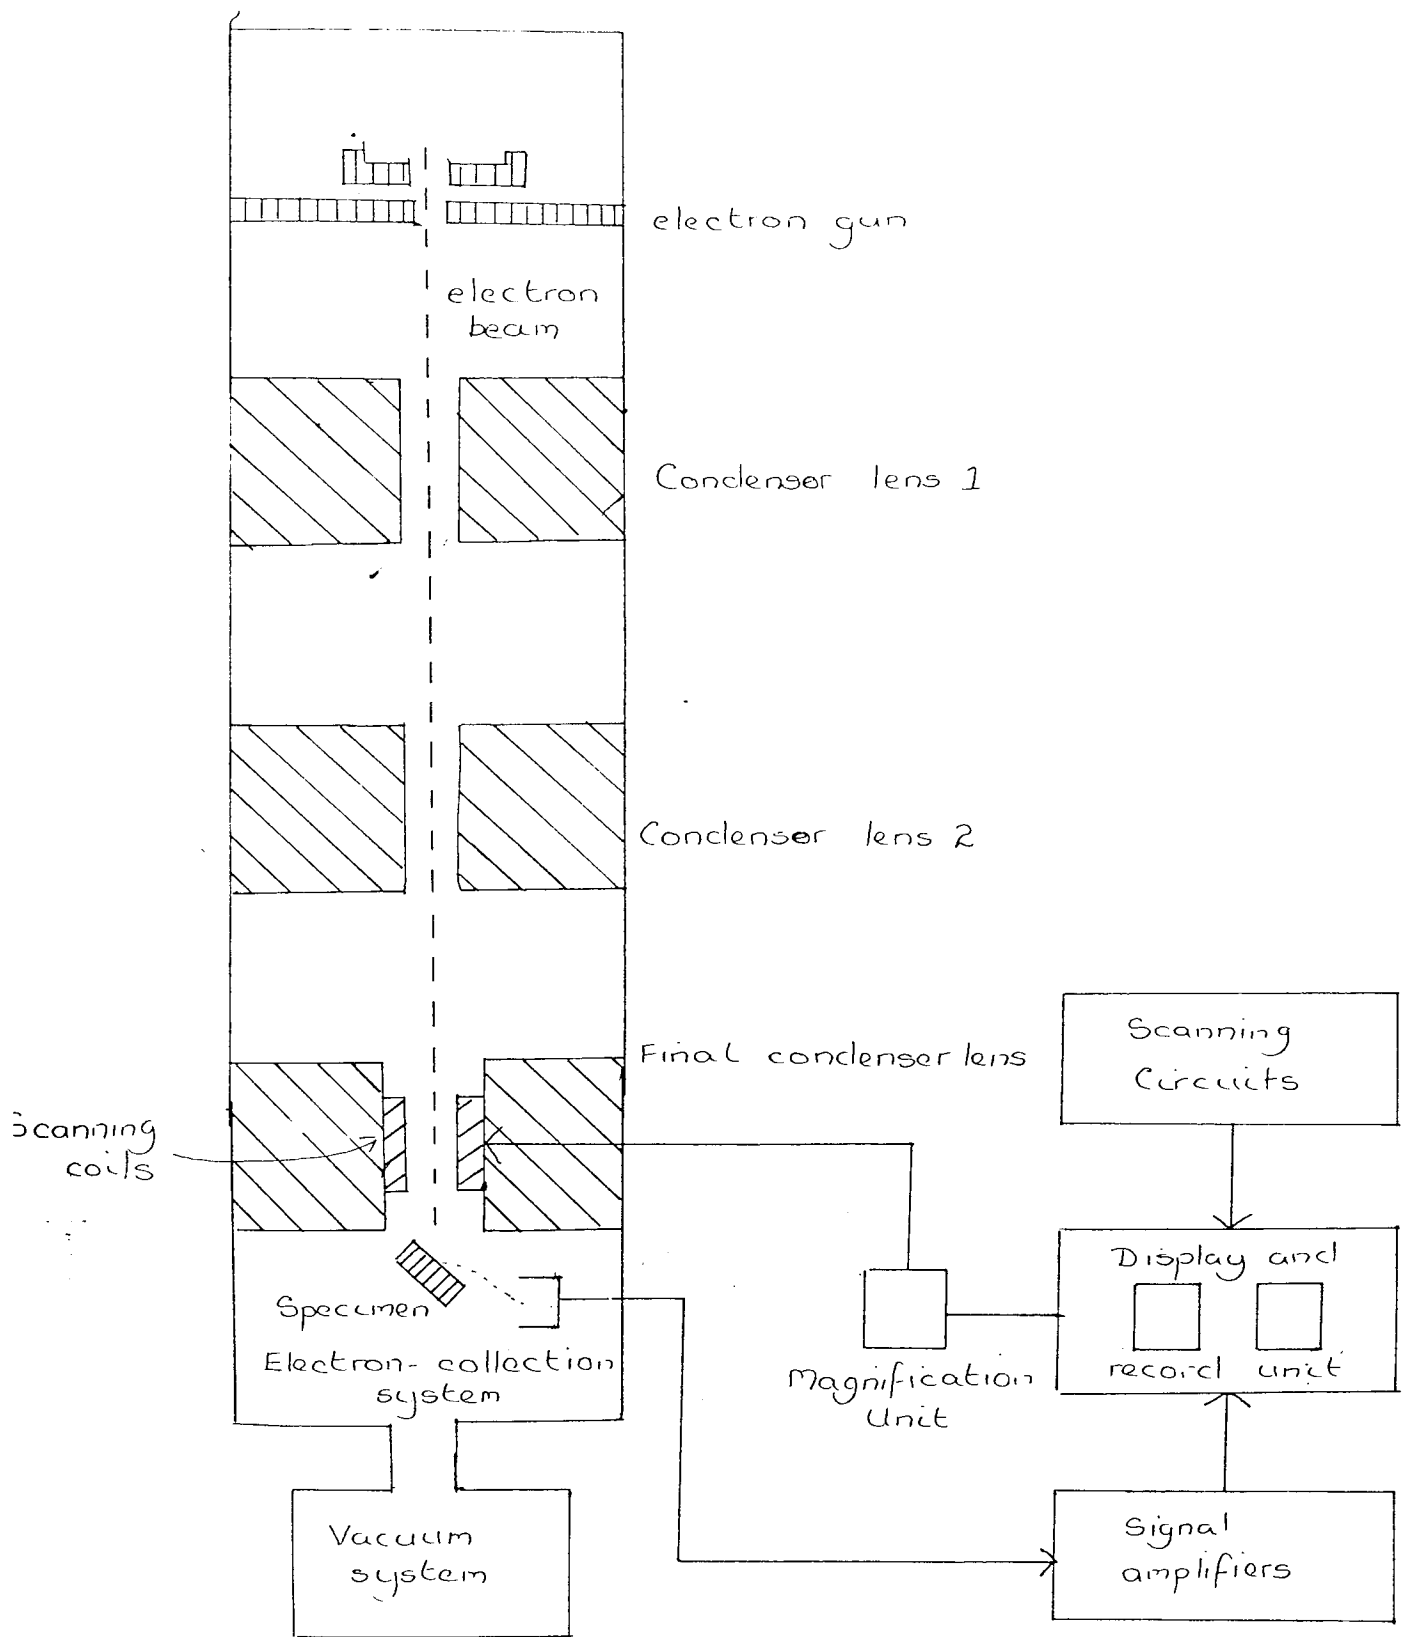 electron gun
electron
beam
Condenser lens 1
Condenser lens 2
Final condenser lens
Scanning
coils
Scanning
Circuits
Display and
record unit
Specimen
Electron-collection
system
Magnification
Unit
Vacuum
system
Signal
amplifiers